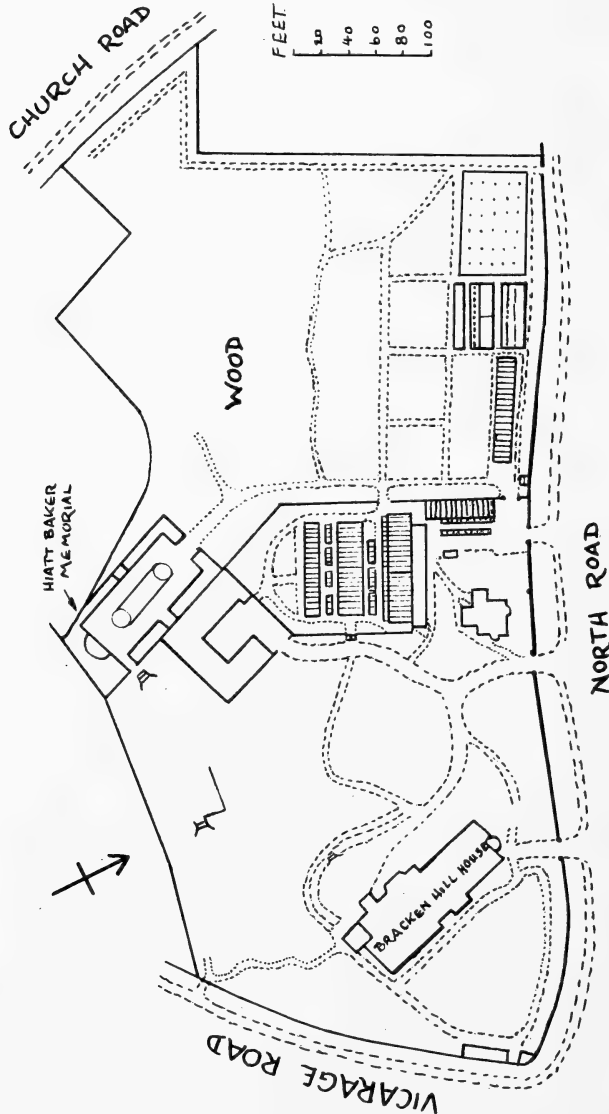 CHURCH ROAD
FEET
20
40
60
80
100
WOOD
HIATT BAKER
MEMORIAL
NORTH ROAD
BRACKEN HILL HOUSE
VICARAGE ROAD